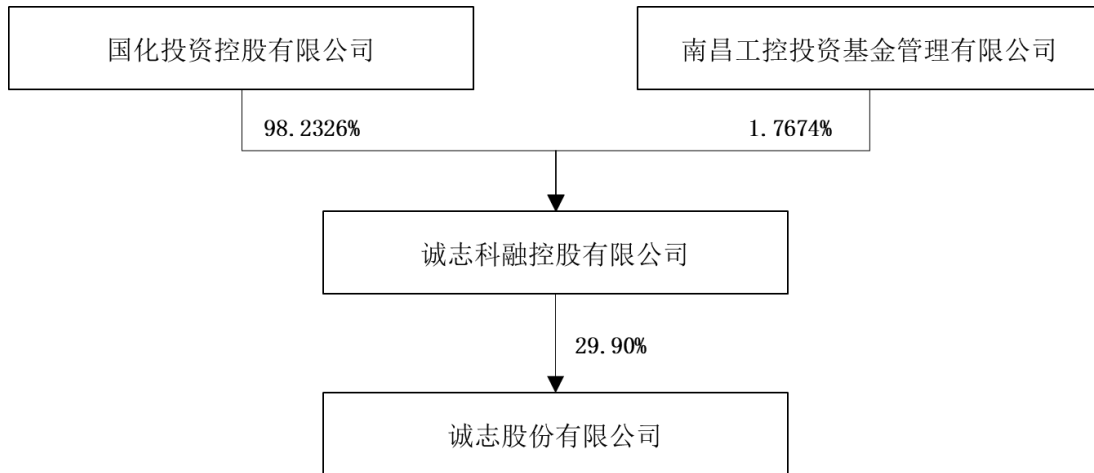 国化投资控股有限公司
南昌工控投资基金管理有限公司
98.2326%
1.7674%
诚志科融控股有限公司
29.90%
诚志股份有限公司